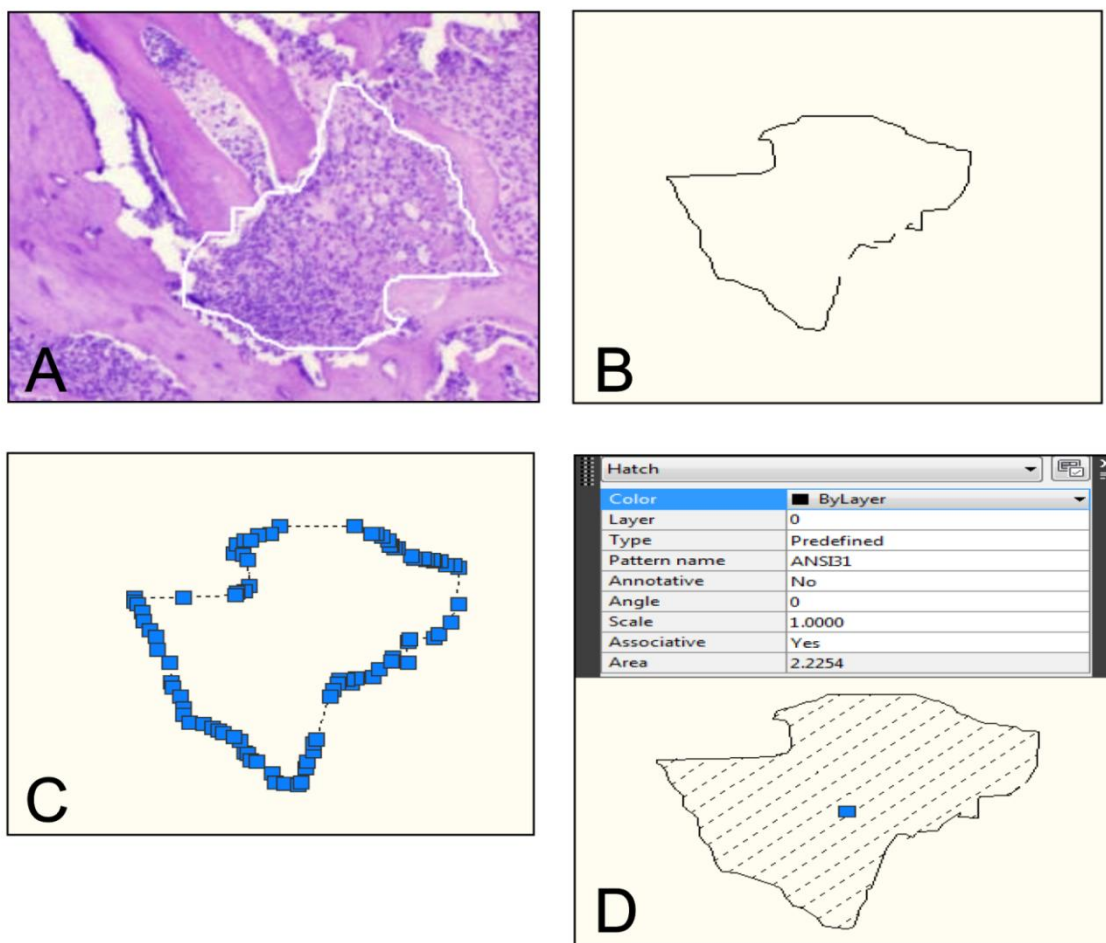 A
B
C
Hatch
Color ByLayer
Layer 0
Type Predefined
Pattern name ANSI31
Annotative No
Angle 0
Scale 1.0000
Associative Yes
Area 2.2254
D